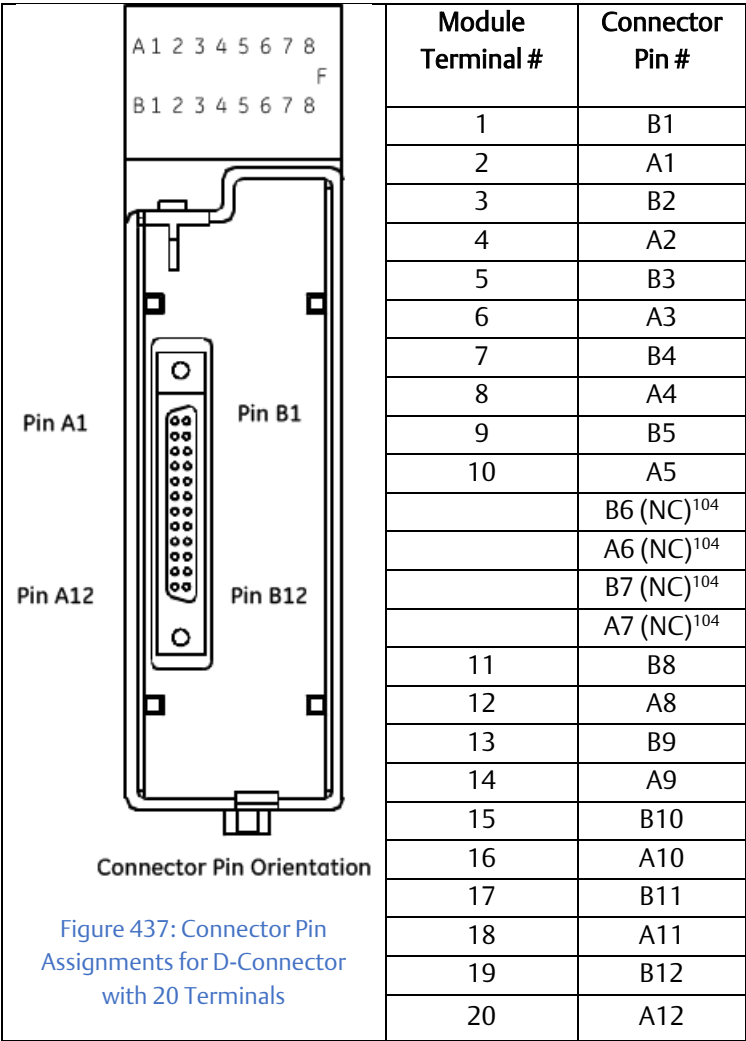 A 1 2 3 4 5 6 7 8
F
B 1 2 3 4 5 6 7 8
Pin A1
Pin B1
Pin A12
Pin B12
Connector Pin Orientation
Figure 437: Connector Pin
Assignments for D-Connector
with 20 Terminals
Module Terminal # Connector Pin #
1 B1
2 A1
3 B2
4 A2
5 B3
6 A3
7 B4
8 A4
9 B5
10 A5
B6 (NC)104
A6 (NC)104
B7 (NC)104
A7 (NC)104
11 B8
12 A8
13 B9
14 A9
15 B10
16 A10
17 B11
18 A11
19 B12
20 A12